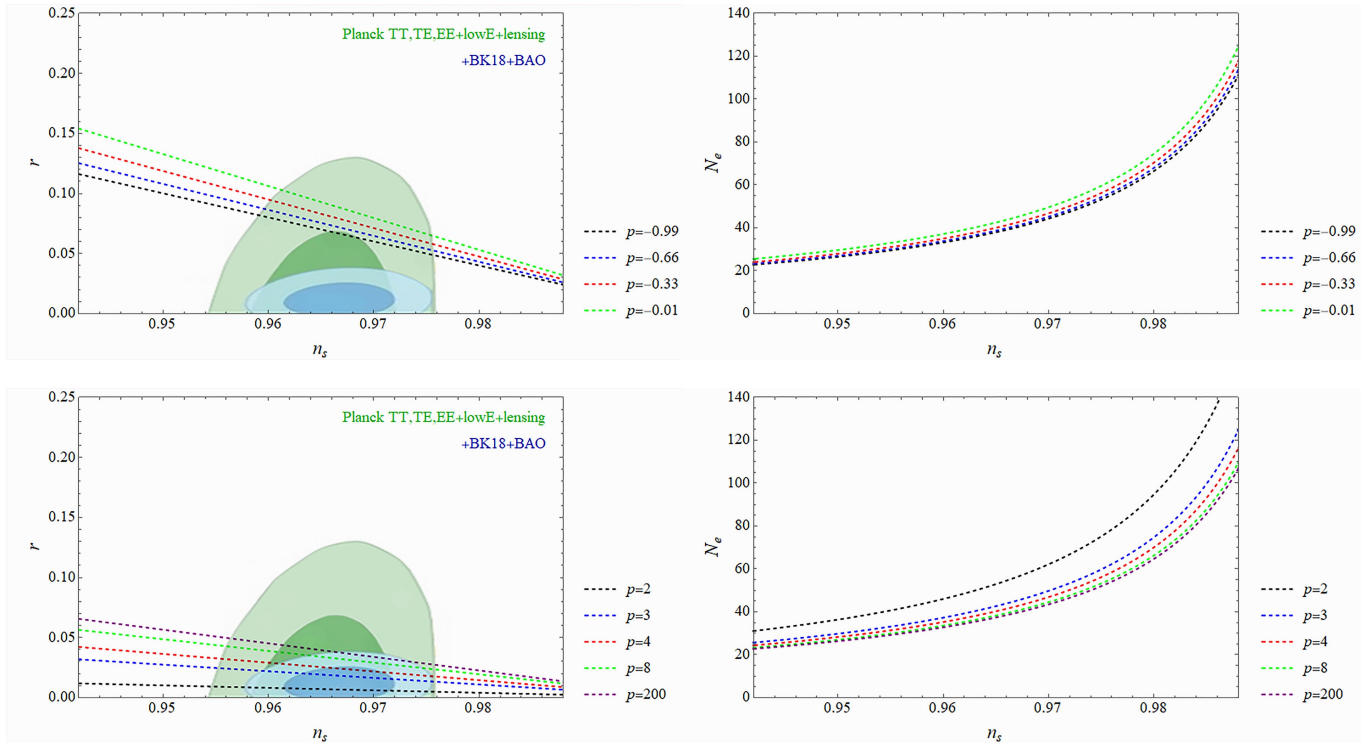 0.25
0.20
0.15
0.10
0.05
0.00
r
Planck TT,TE,EE+lowE+lensing
+BK18+BAO
0.95
0.96
0.97
0.98
n_s
p=−0.99
p=−0.66
p=−0.33
p=−0.01
140
120
100
80
60
40
20
0
N_e
0.95
0.96
0.97
0.98
n_s
p=−0.99
p=−0.66
p=−0.33
p=−0.01
0.25
0.20
0.15
0.10
0.05
0.00
r
Planck TT,TE,EE+lowE+lensing
+BK18+BAO
0.95
0.96
0.97
0.98
n_s
p=2
p=3
p=4
p=8
p=200
140
120
100
80
60
40
20
0
N_e
0.95
0.96
0.97
0.98
n_s
p=2
p=3
p=4
p=8
p=200